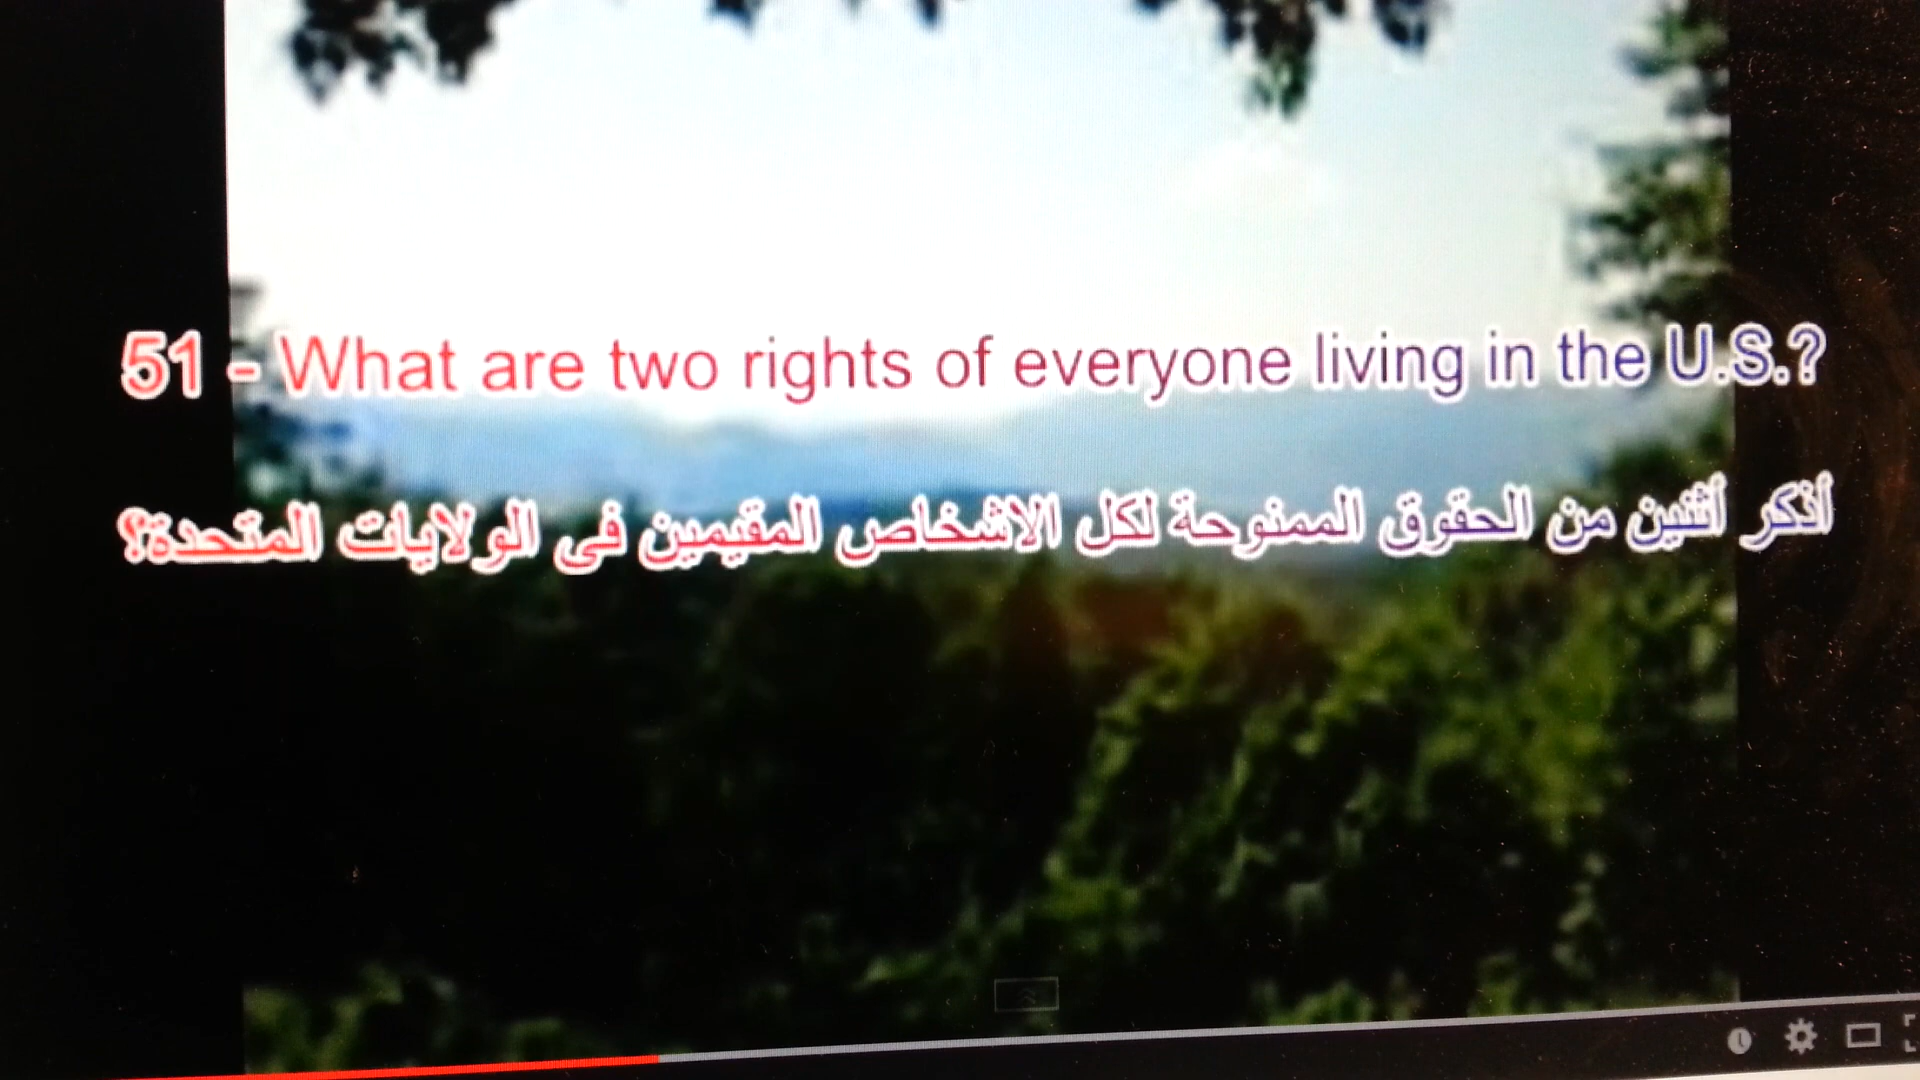 51 - What are two rights of everyone living in the U.S.?
أذكر أثنين من الحقوق الممنوحة لكل الاشخاص المقيمين فى الولايات المتحدة؟